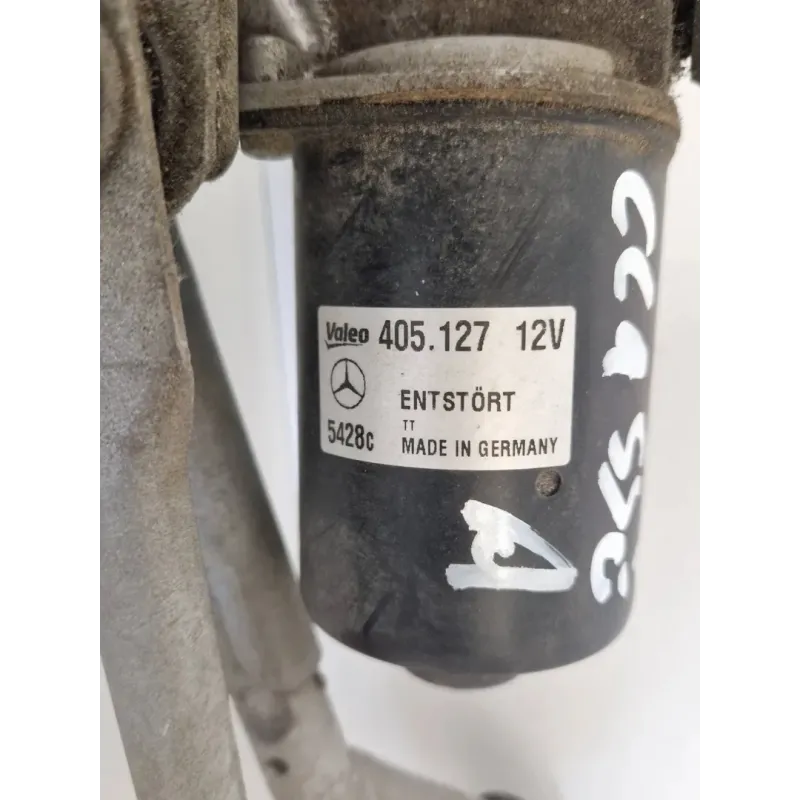 Valeo 405.127 12V
ENTSTÖRT
TT
5428c MADE IN GERMANY